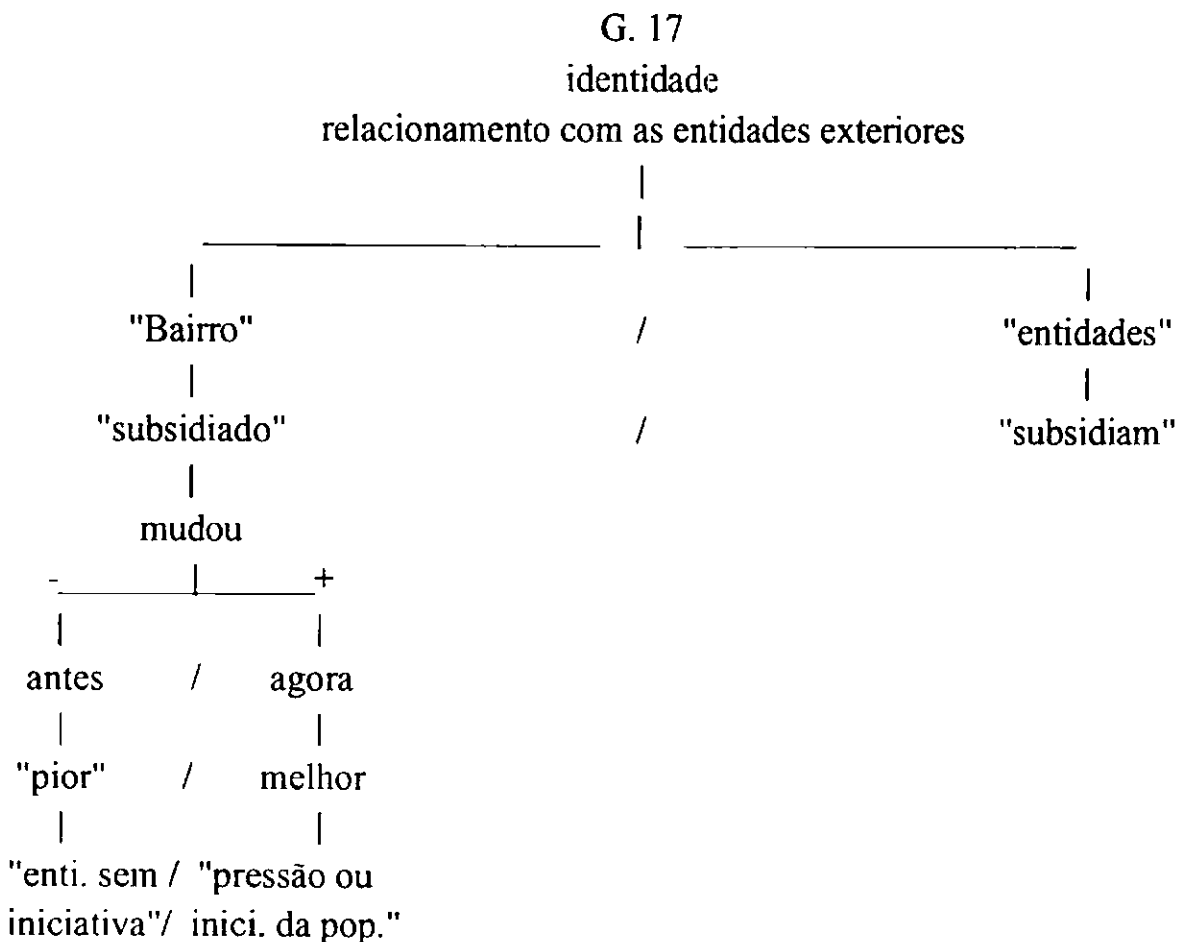 G. 17
identidade
relacionamento com as entidades exteriores
"Bairro" / "entidades"
"subsidiado" / "subsidiam"
mudou
- +
antes / agora
"pior" / melhor
"enti. sem / "pressão ou
iniciativa"/ inici. da pop."